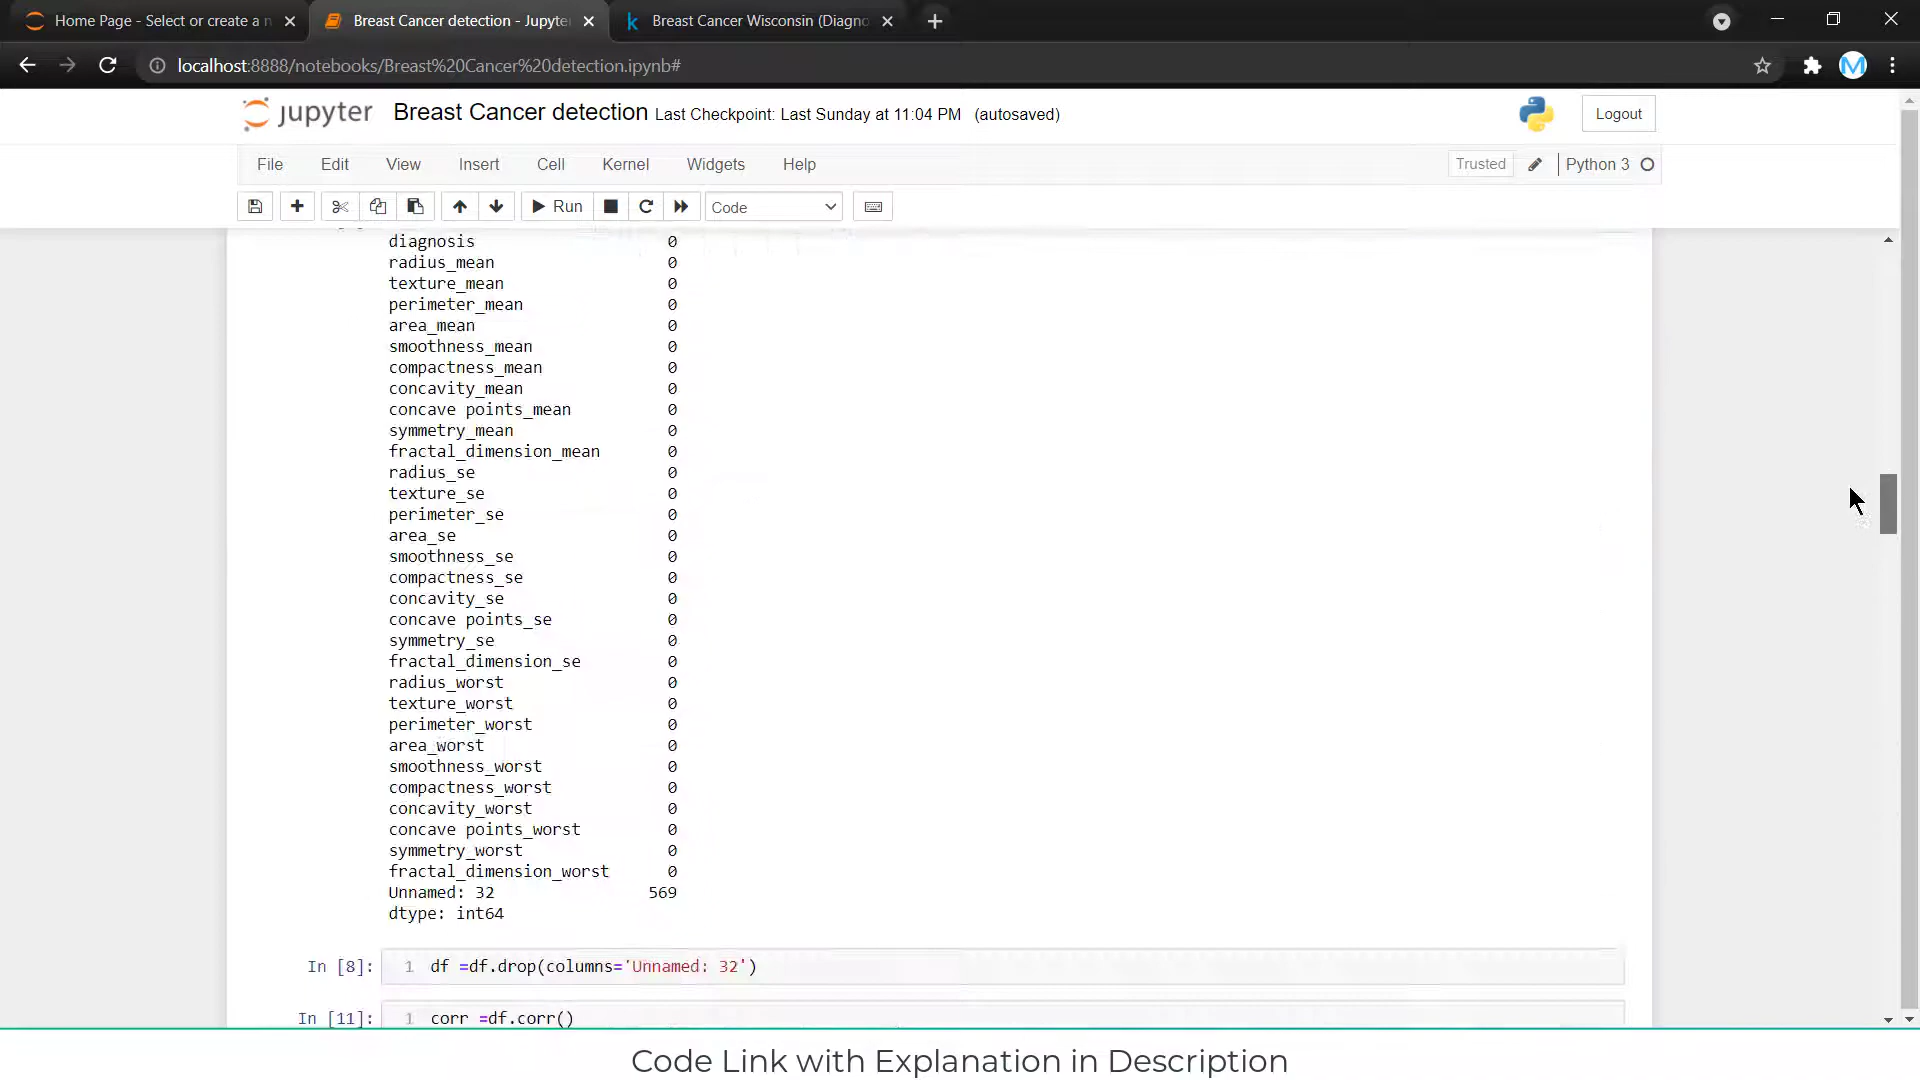 Home Page - Select or create a n
Breast Cancer detection - Jupyte
Breast Cancer Wisconsin (Diagno
localhost:8888/notebooks/Breast%20Cancer%20detection.ipynb#
jupyter Breast Cancer detection Last Checkpoint: Last Sunday at 11:04 PM (autosaved)
Logout
File Edit View Insert Cell Kernel Widgets Help
Trusted Python 3
Run Code
diagnosis 0
radius_mean 0
texture_mean 0
perimeter_mean 0
area_mean 0
smoothness_mean 0
compactness_mean 0
concavity_mean 0
concave points_mean 0
symmetry_mean 0
fractal_dimension_mean 0
radius_se 0
texture_se 0
perimeter_se 0
area_se 0
smoothness_se 0
compactness_se 0
concavity_se 0
concave points_se 0
symmetry_se 0
fractal_dimension_se 0
radius_worst 0
texture_worst 0
perimeter_worst 0
area_worst 0
smoothness_worst 0
compactness_worst 0
concavity_worst 0
concave points_worst 0
symmetry_worst 0
fractal_dimension_worst 0
Unnamed: 32 569
dtype: int64
In [8]: 1 df =df.drop(columns='Unnamed: 32')
In [11]: 1 corr =df.corr()
Code Link with Explanation in Description